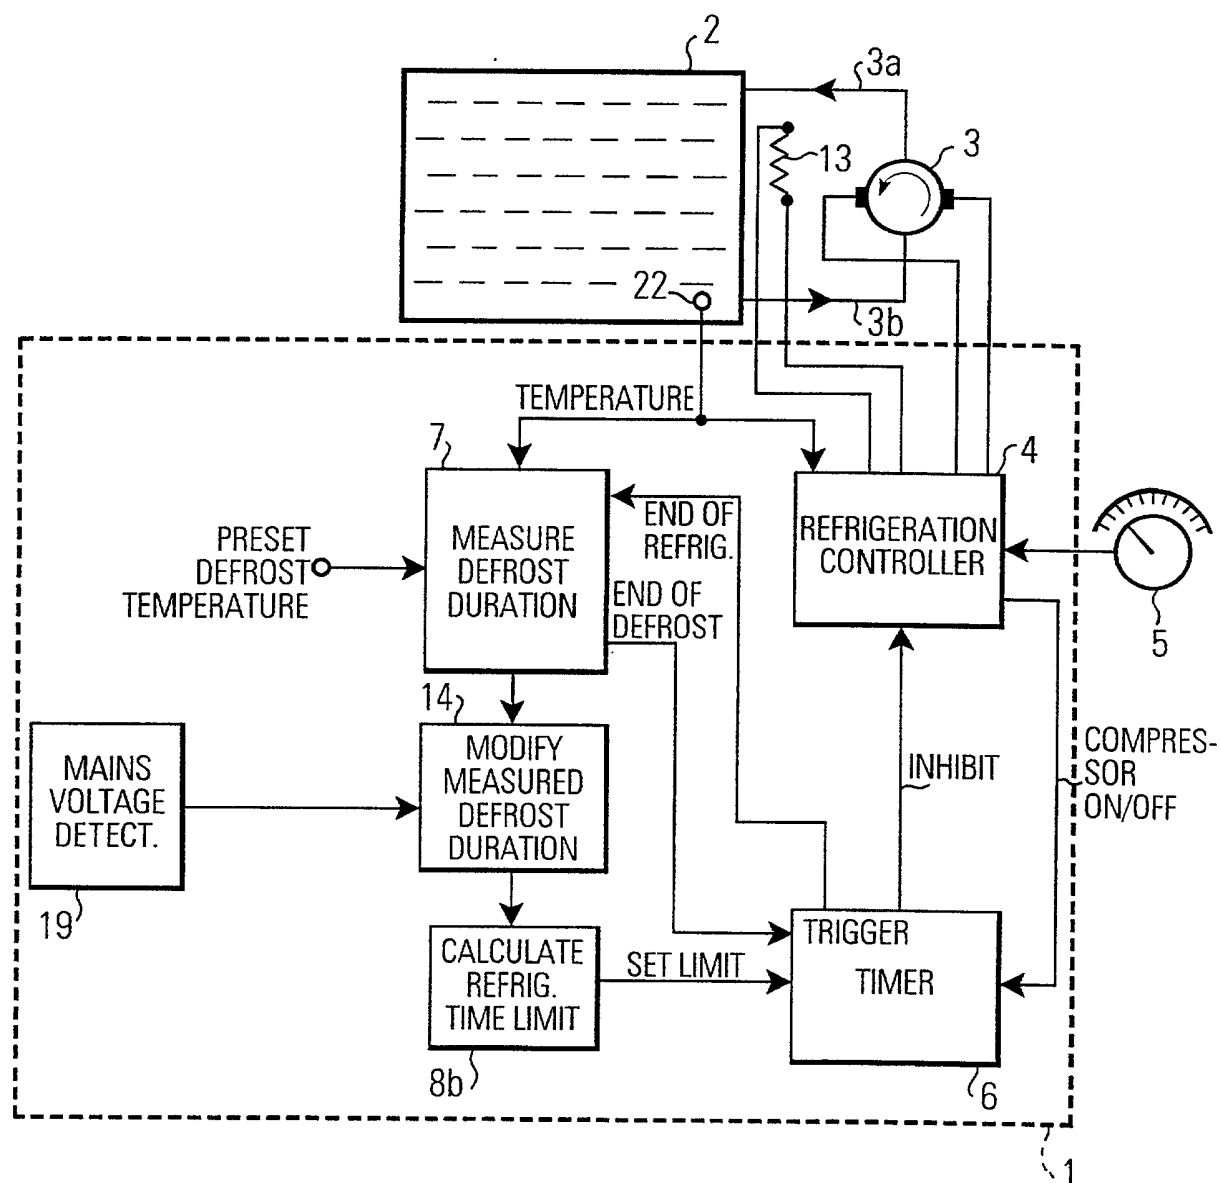 2
3a
3
13
22
3b
TEMPERATURE
7
4
END OF
REFRIG.
REFRIGERATION
CONTROLLER
PRESET
DEFROST
TEMPERATURE
MEASURE
DEFROST
DURATION
END OF
DEFROST
5
14
MAINS
VOLTAGE
DETECT.
MODIFY
MEASURED
DEFROST
DURATION
INHIBIT
COMPRES-
SOR
ON/OFF
19
CALCULATE
REFRIG.
TIME LIMIT
SET LIMIT
TRIGGER
TIMER
8b
6
1